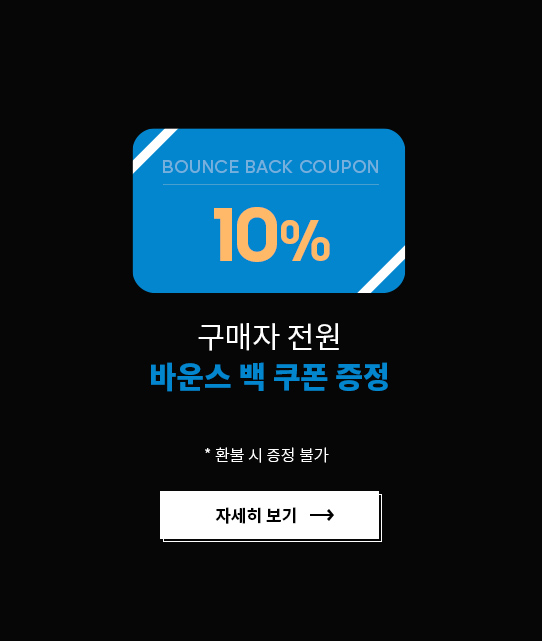 BOUNCE BACK COUPON
10%
구매자 전원
바운스 백 쿠폰 증정
* 환불 시 증정 불가
자세히 보기 →